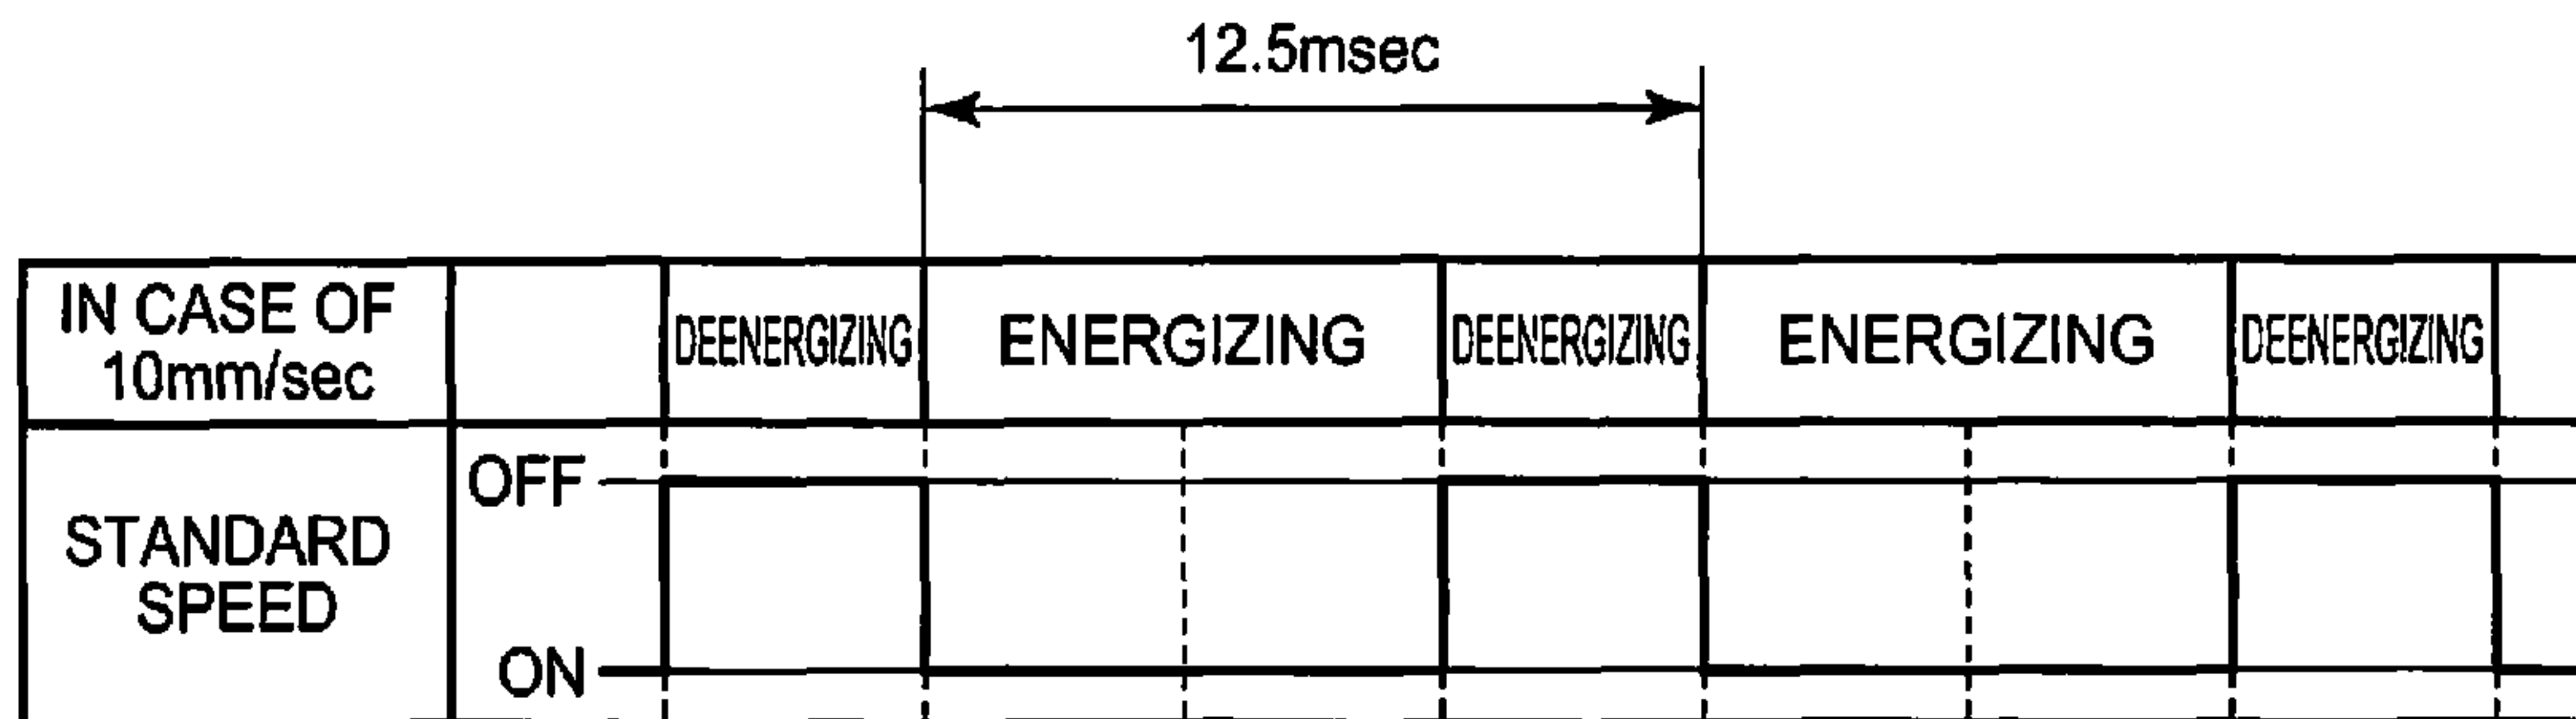 12.5msec
IN CASE OF
10mm/sec
DEENERGIZING
ENERGIZING
DEENERGIZING
ENERGIZING
DEENERGIZING
STANDARD
SPEED
OFF
ON